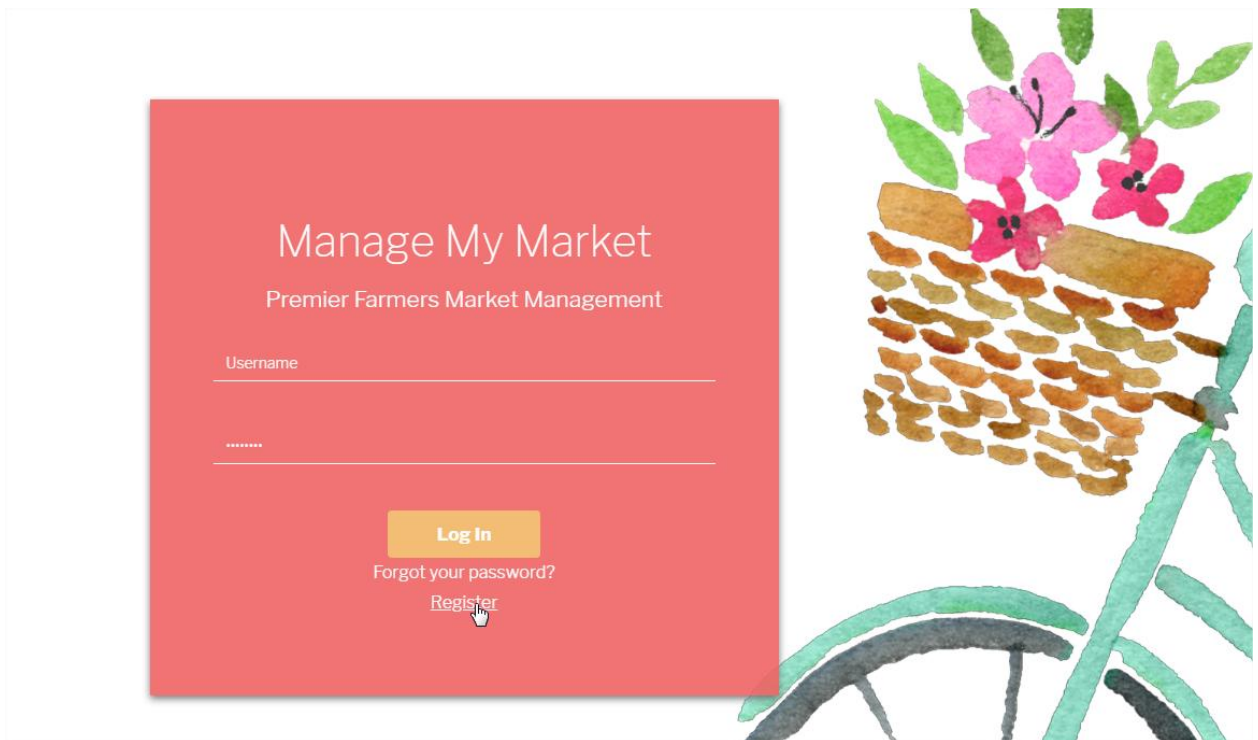 Manage My Market
Premier Farmers Market Management
Username
........
Log In
Forgot your password?
Register